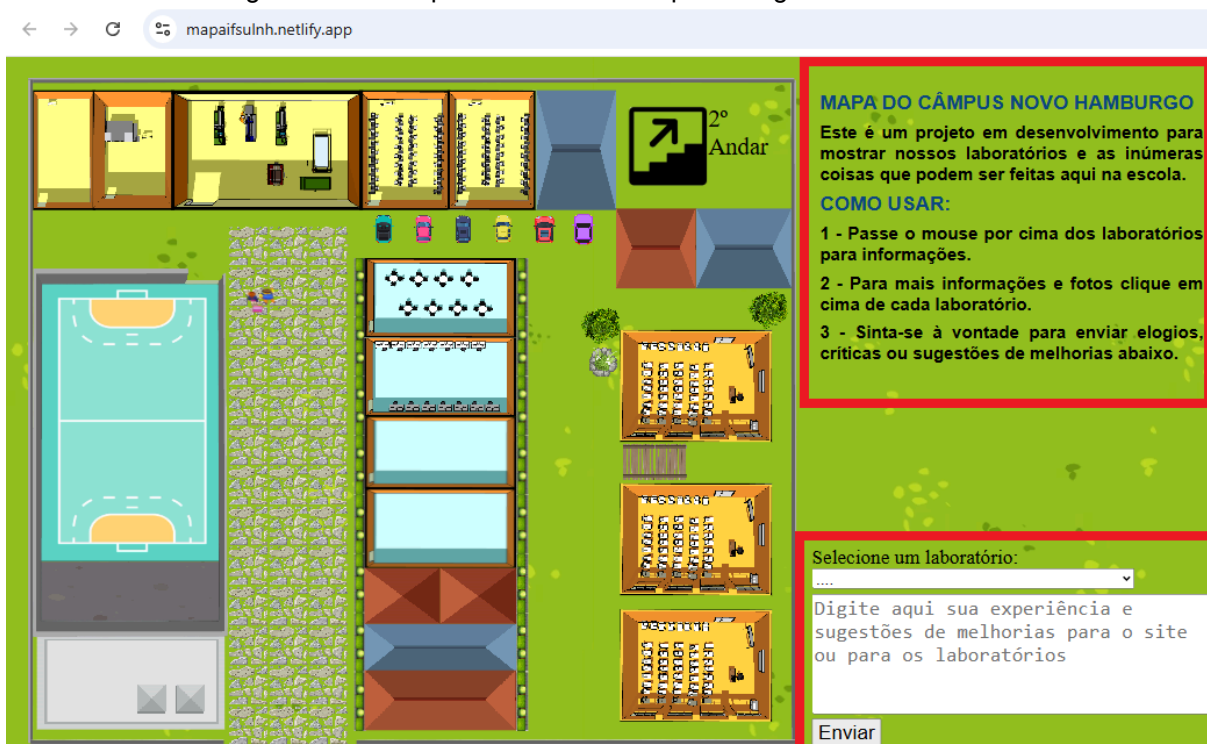 mapaifsulnh.netlify.app
2º
Andar
MAPA DO CÂMPUS NOVO HAMBURGO
Este é um projeto em desenvolvimento para
mostrar nossos laboratórios e as inúmeras
coisas que podem ser feitas aqui na escola.
COMO USAR:
1 - Passe o mouse por cima dos laboratórios
para informações.
2 - Para mais informações e fotos clique em
cima de cada laboratório.
3 - Sinta-se à vontade para enviar elogios,
críticas ou sugestões de melhorias abaixo.
Selecione um laboratório:
....
Digite aqui sua experiência e
sugestões de melhorias para o site
ou para os laboratórios
Enviar